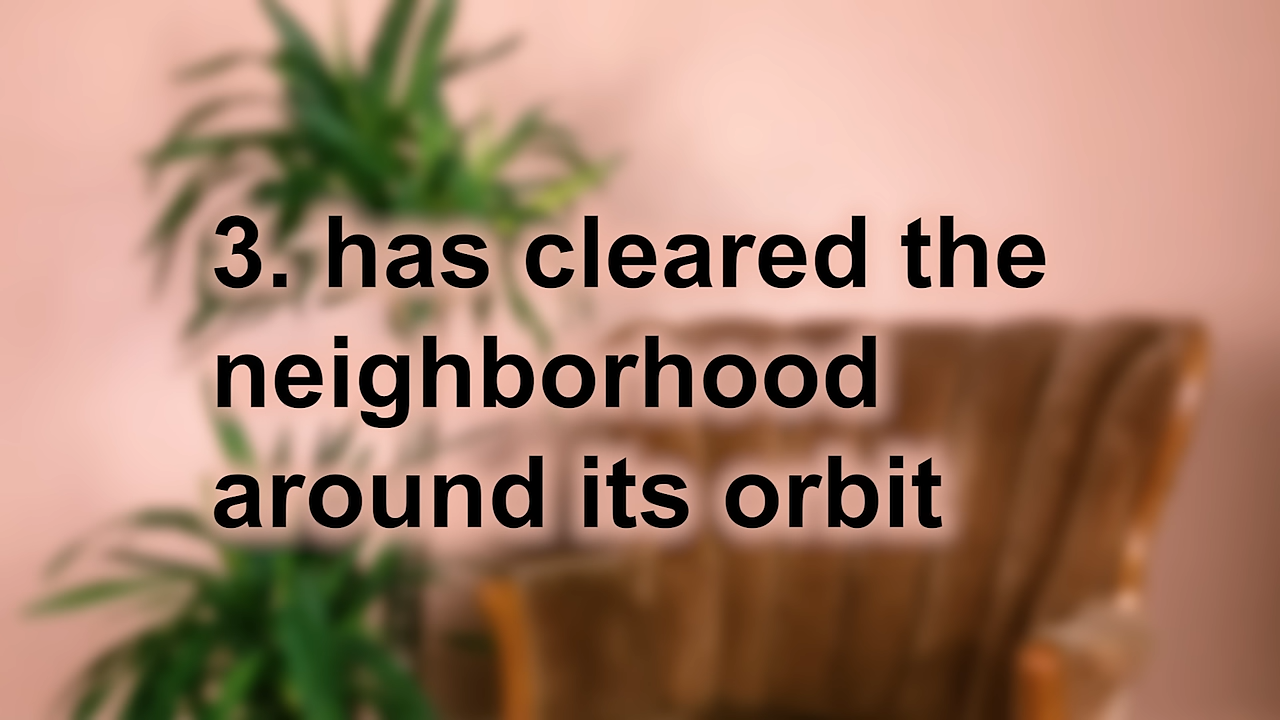 3. has cleared the
neighborhood
around its orbit